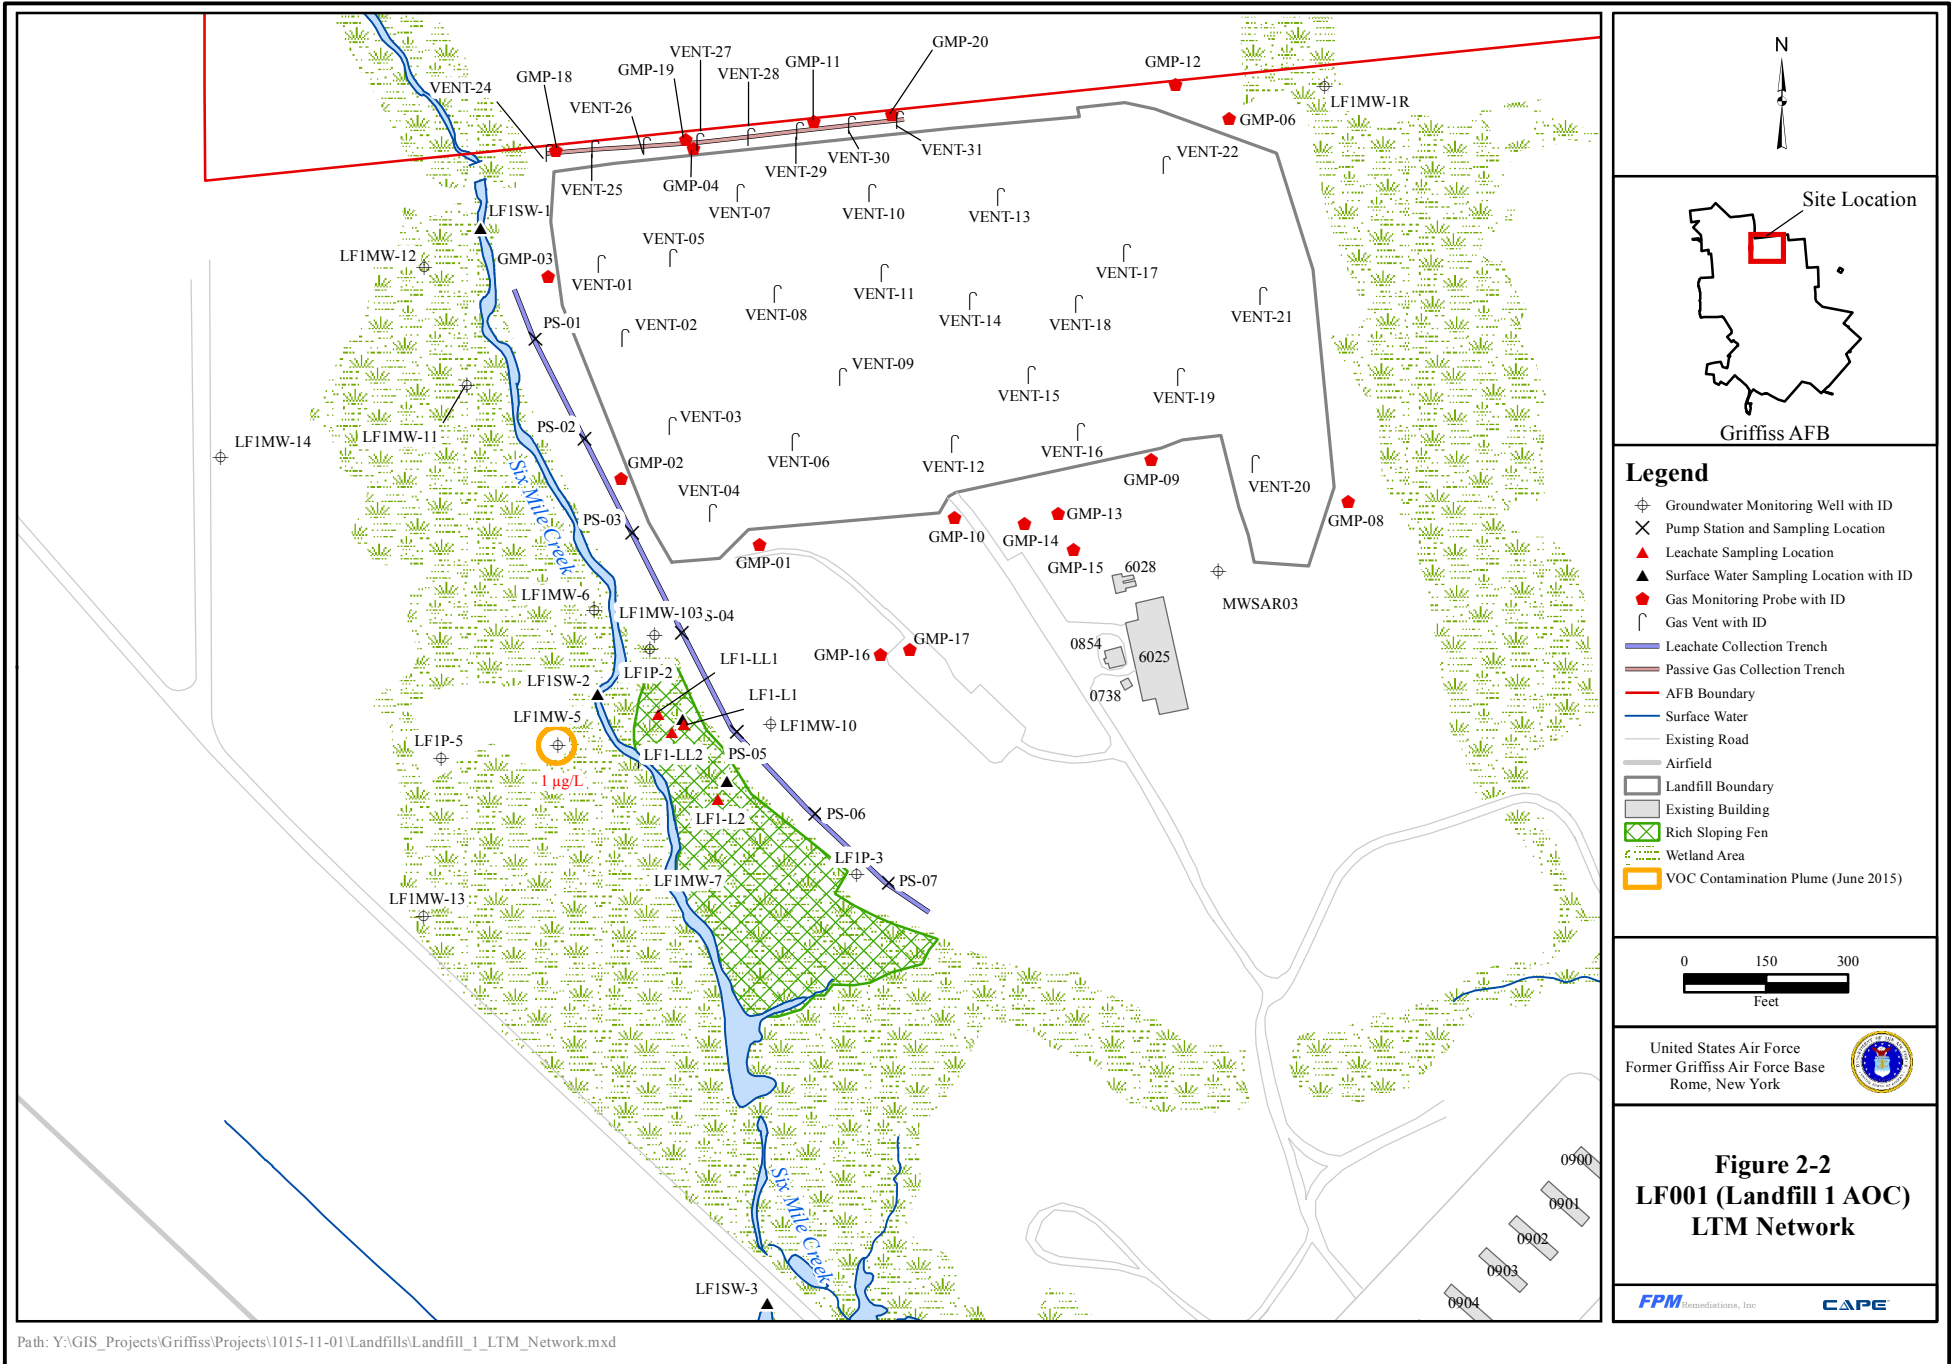 GMP-20
VENT-27
GMP-11
GMP-12
GMP-18
GMP-19
VENT-28
VENT-24
VENT-26
LF1MW-1R
GMP-06
VENT-31
VENT-30
VENT-22
VENT-29
VENT-25
GMP-04
VENT-07
VENT-10
VENT-13
LF1SW-1
VENT-05
LF1MW-12
GMP-03
VENT-17
VENT-01
VENT-11
VENT-08
VENT-14
VENT-18
VENT-21
PS-01
VENT-02
VENT-09
VENT-15
VENT-19
VENT-03
PS-02
LF1MW-11
LF1MW-14
VENT-06
VENT-12
VENT-16
GMP-02
GMP-09
VENT-20
VENT-04
Six Mile Creek
PS-03
GMP-10
GMP-13
GMP-14
GMP-08
GMP-01
GMP-15
6028
LF1MW-6
LF1MW-103
S-04
MWSAR03
GMP-17
GMP-16
0854
6025
LF1-LL1
LF1P-2
LF1SW-2
LF1-L1
0738
LF1MW-5
LF1MW-10
LF1P-5
LF1-LL2
PS-05
1 µg/L
LF1-L2
PS-06
LF1P-3
LF1MW-7
PS-07
LF1MW-13
Six Mile Creek
LF1SW-3
0900
0901
0902
0903
0904
N
Site Location
Griffiss AFB
Legend
Groundwater Monitoring Well with ID
Pump Station and Sampling Location
Leachate Sampling Location
Surface Water Sampling Location with ID
Gas Monitoring Probe with ID
Gas Vent with ID
Leachate Collection Trench
Passive Gas Collection Trench
AFB Boundary
Surface Water
Existing Road
Airfield
Landfill Boundary
Existing Building
Rich Sloping Fen
Wetland Area
VOC Contamination Plume (June 2015)
0 150 300
Feet
United States Air Force
Former Griffiss Air Force Base
Rome, New York
Figure 2-2
LF001 (Landfill 1 AOC)
LTM Network
FPM Remediations, Inc
CAPE
Path: Y:\GIS_Projects\Griffiss\Projects\1015-11-01\Landfills\Landfill_1_LTM_Network.mxd